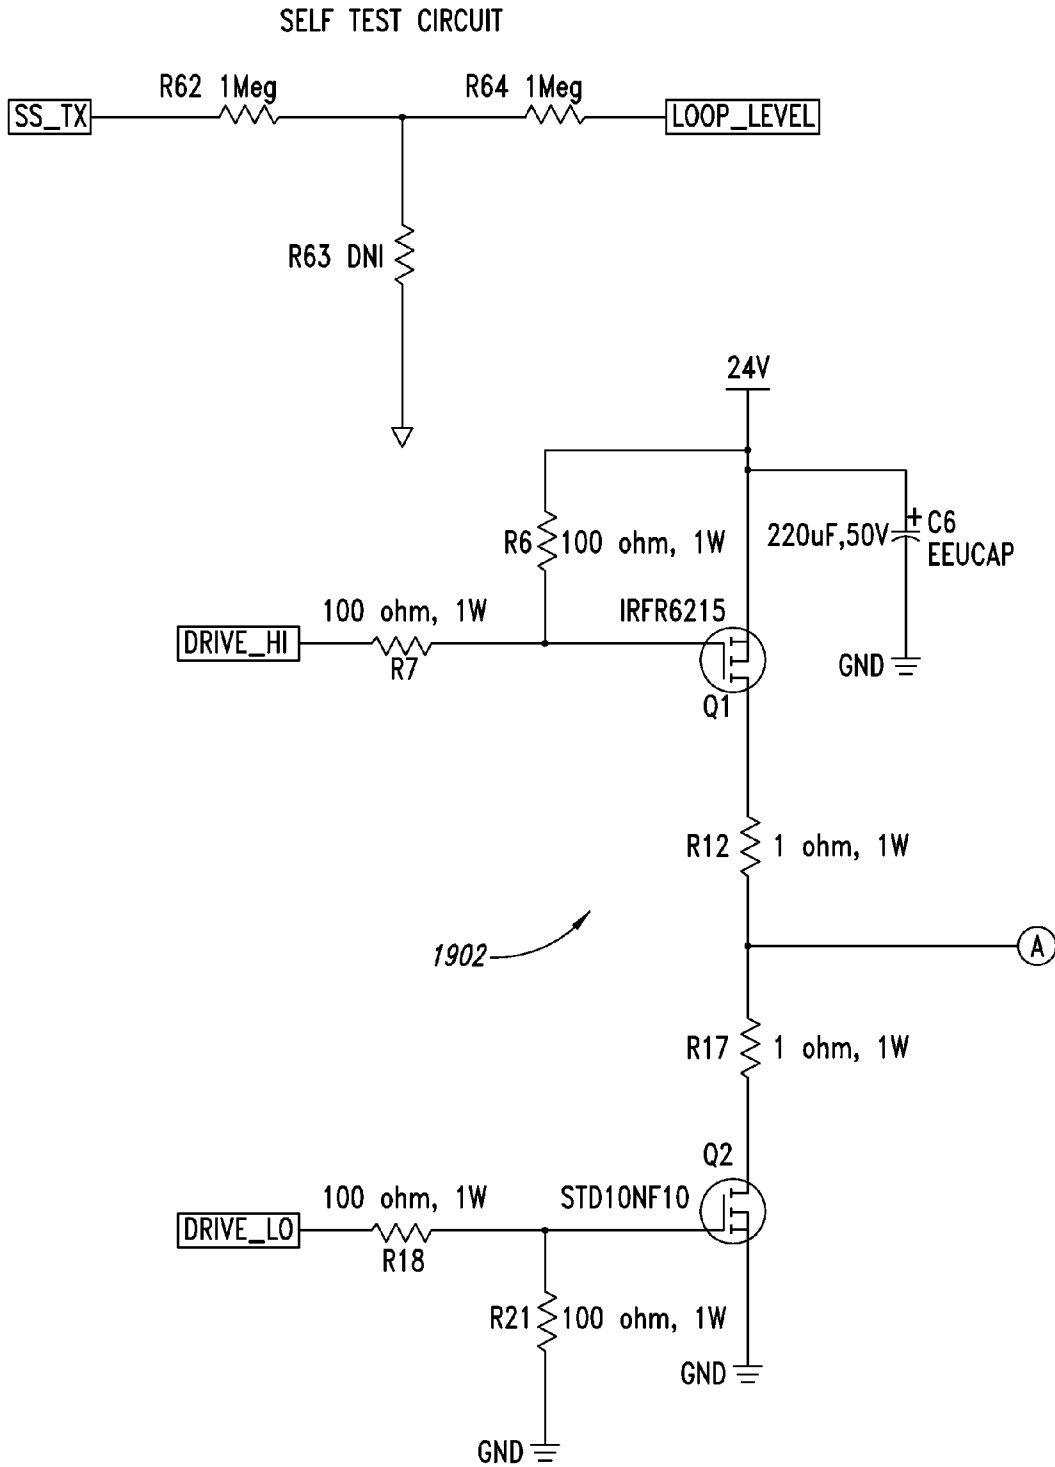 SELF TEST CIRCUIT
R62 1Meg
R64 1Meg
SS_TX
LOOP_LEVEL
R63 DNI
24V
R6 100 ohm, 1W
220uF,50V
+ C6
EEUCAP
100 ohm, 1W
IRFR6215
DRIVE_HI
R7
GND
Q1
R12 1 ohm, 1W
1902
A
R17 1 ohm, 1W
Q2
100 ohm, 1W
STD10NF10
DRIVE_LO
R18
R21 100 ohm, 1W
GND
GND